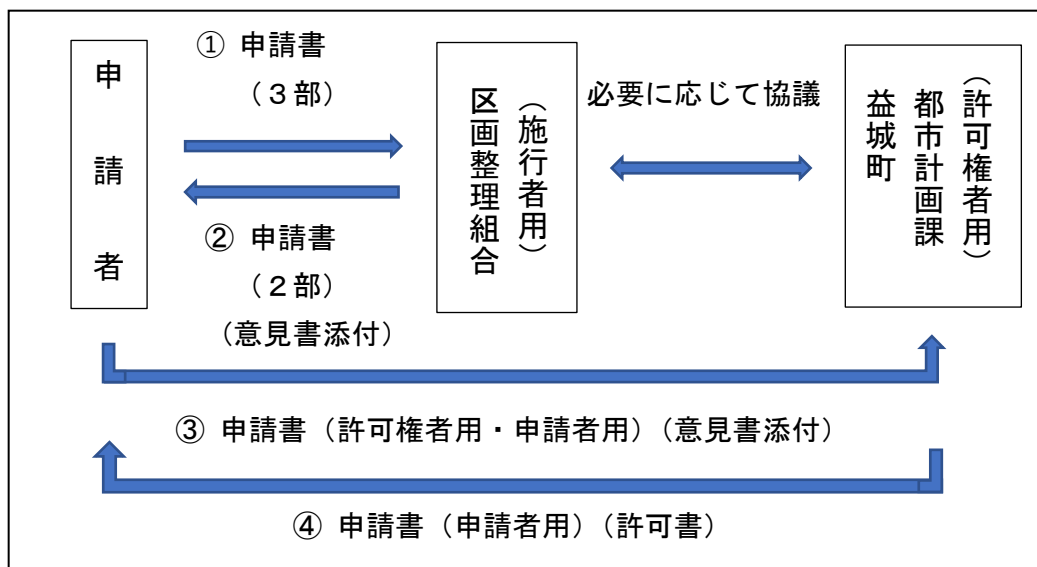 申請者
① 申請書
（３部）
② 申請書
（２部）
（意見書添付）
（施行者用）
区画整理組合
必要に応じて協議
（許可権者用）
都市計画課
益城町
③ 申請書（許可権者用・申請者用）（意見書添付）
④ 申請書（申請者用）（許可書）